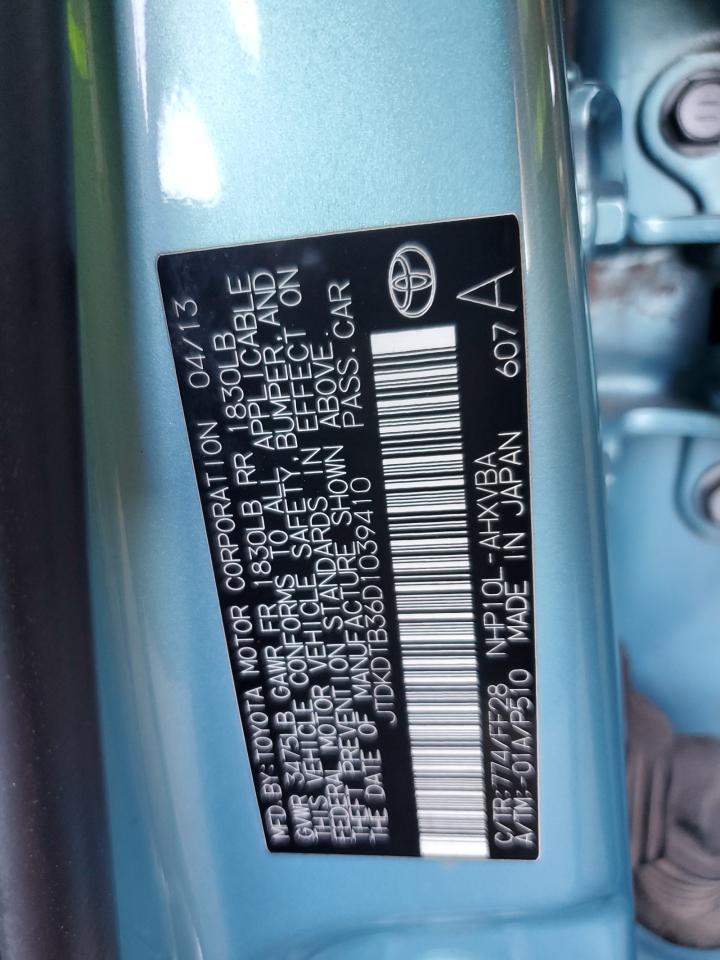 MFD. BY: TOYOTA MOTOR CORPORATION 04/13
GVWR 3475LB GAWR FR 1830LB RR 1830LB
THIS VEHICLE CONFORMS TO ALL APPLICABLE
FEDERAL MOTOR VEHICLE SAFETY, BUMPER, AND
THEFT PREVENTION STANDARDS IN EFFECT ON
THE DATE OF MANUFACTURE SHOWN ABOVE.
JTDKDTB36D1039410 PASS. CAR
C/TR: 774/FF28 NHP10L-AHXVBA 607 A
A/TM: -01A/P510 MADE IN JAPAN